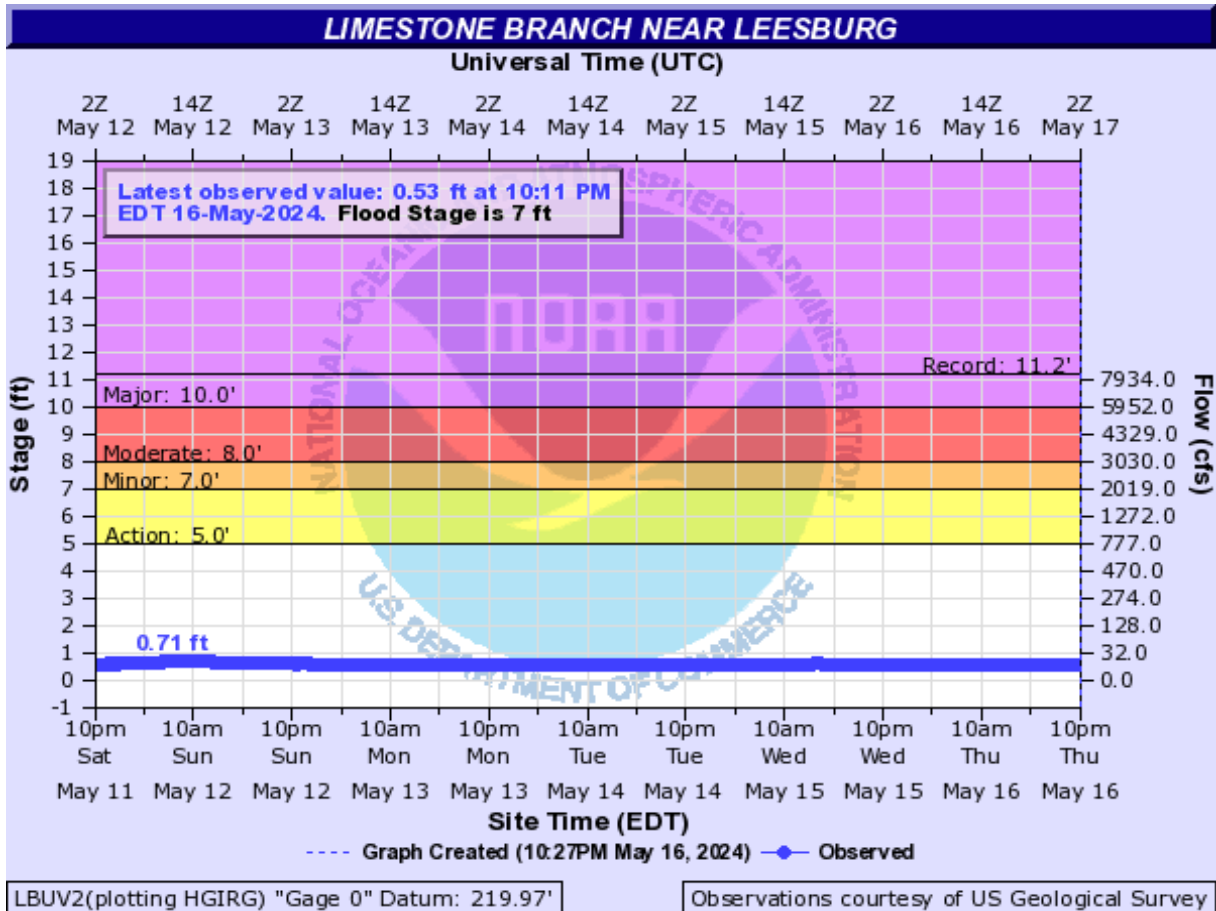 LIMESTONE BRANCH NEAR LEESBURG
Universal Time (UTC)
2Z 14Z 2Z 14Z 2Z 14Z 2Z 14Z 2Z 14Z 2Z
May 12 May 12 May 13 May 13 May 14 May 14 May 15 May 15 May 16 May 16 May 17
Latest observed value: 0.53 ft at 10:11 PM
EDT 16-May-2024. Flood Stage is 7 ft
Stage (ft)
19
18
17
16
15
14
13
12
11
10
9
8
7
6
5
4
3
2
1
0
-1
NATIONAL OCEANIC AND ATMOSPHERIC ADMINISTRATION
NOAA
U.S. DEPARTMENT OF COMMERCE
Record: 11.2'
Major: 10.0'
Moderate: 8.0'
Minor: 7.0'
Action: 5.0'
0.71 ft
7934.0
5952.0
4329.0
3030.0
2019.0
1272.0
777.0
470.0
274.0
128.0
32.0
0.0
Flow (cfs)
10pm 10am 10pm 10am 10pm 10am 10pm 10am 10pm 10am 10pm
Sat Sun Sun Mon Mon Tue Tue Wed Wed Thu Thu
May 11 May 12 May 12 May 13 May 13 May 14 May 14 May 15 May 15 May 16 May 16
Site Time (EDT)
Graph Created (10:27PM May 16, 2024) Observed
LBUV2(plotting HGIRG) "Gage 0" Datum: 219.97'
Observations courtesy of US Geological Survey